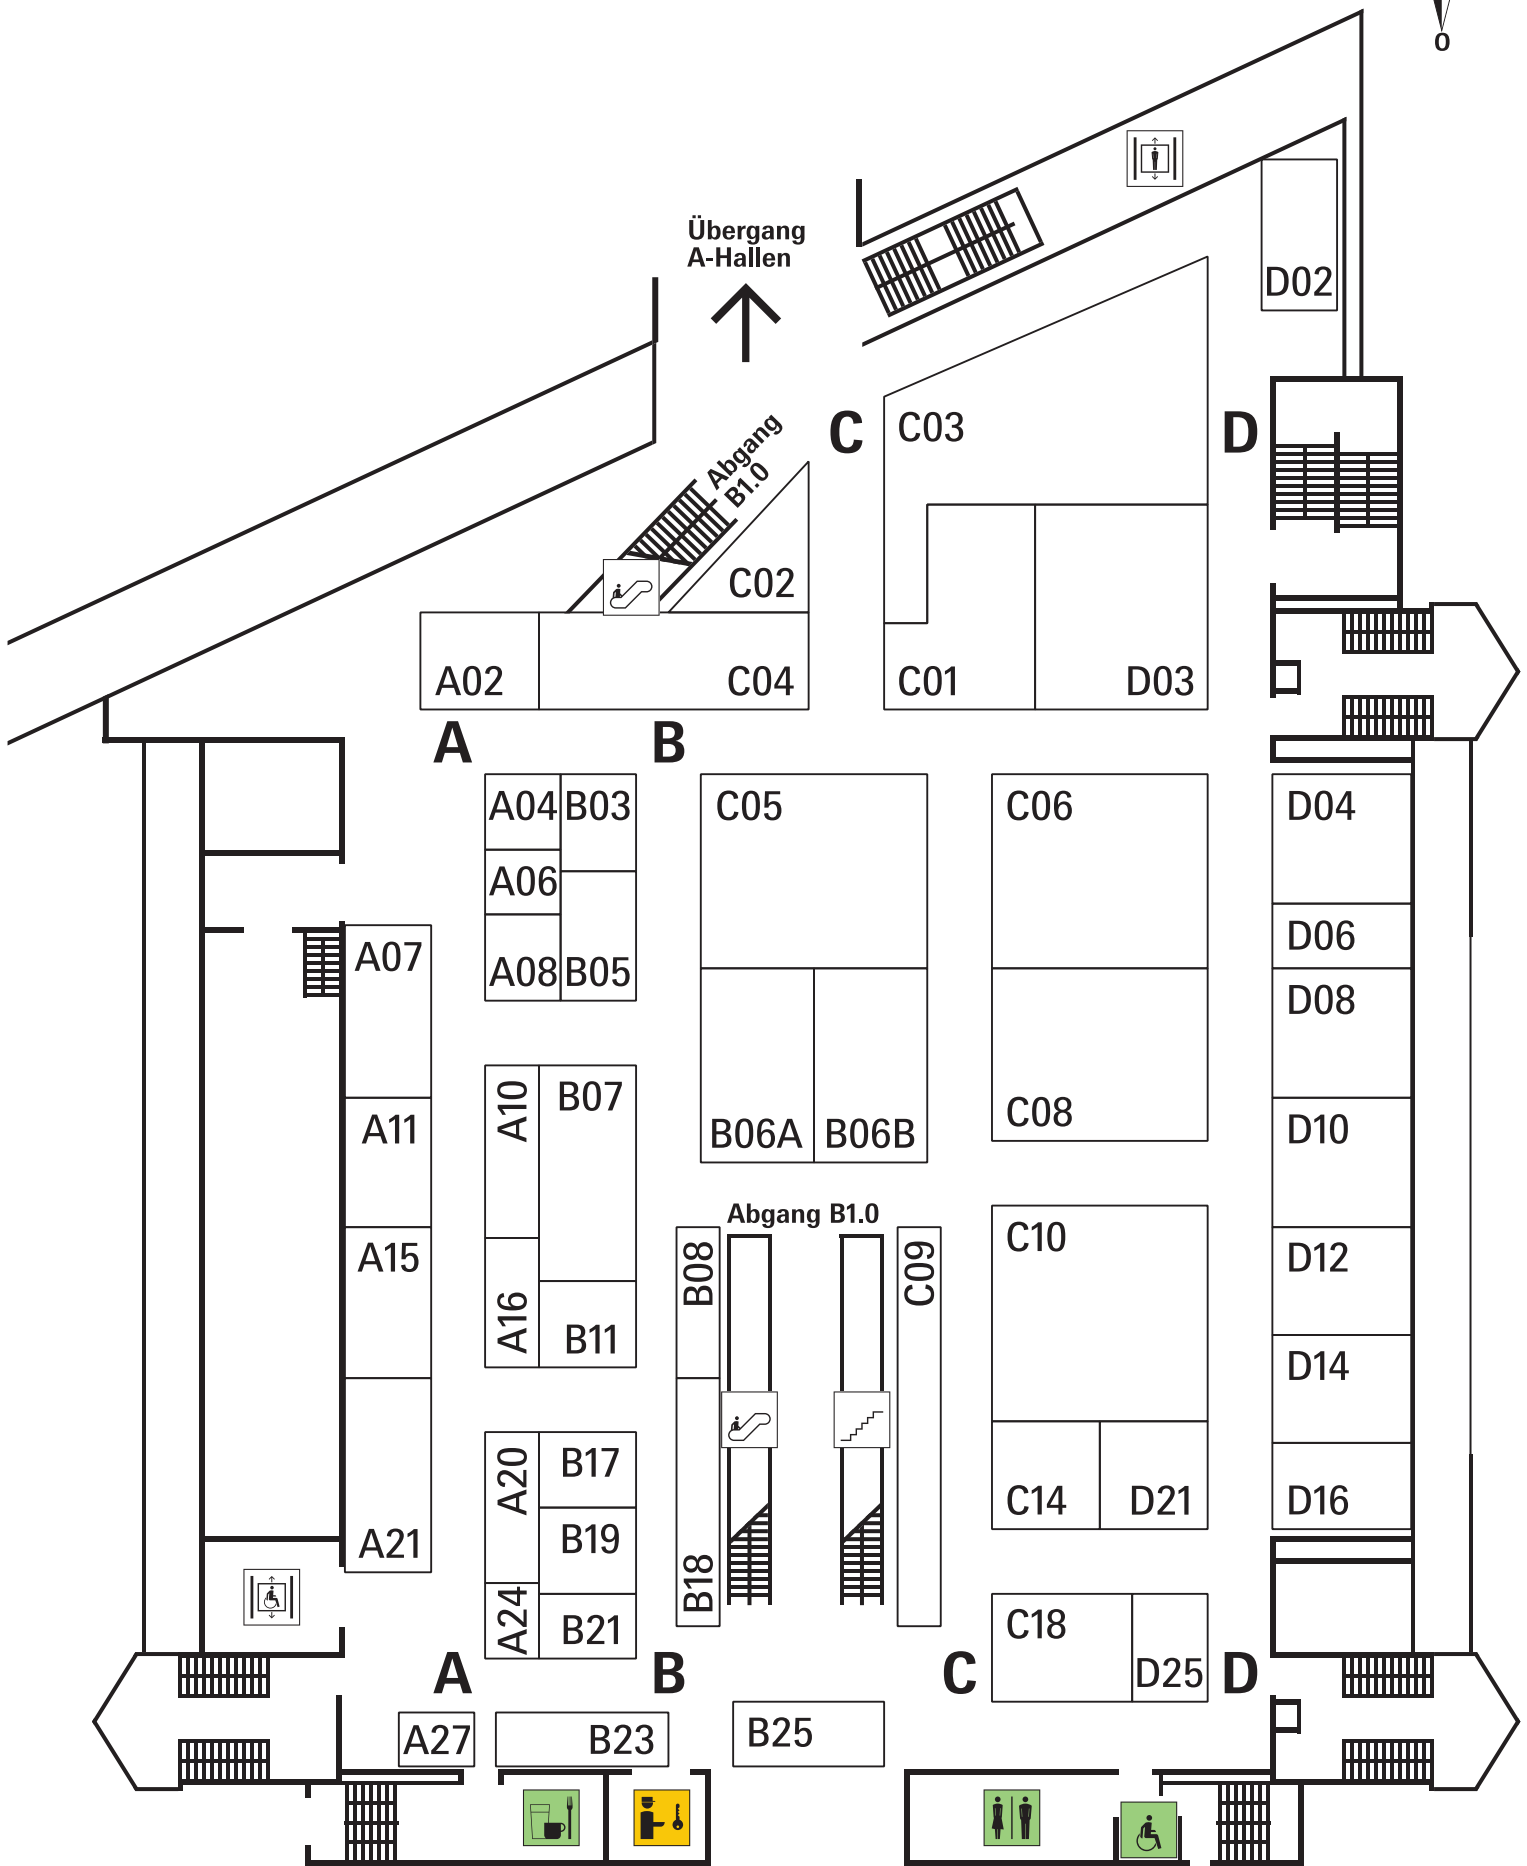 O
Übergang
A-Hallen
D02
C
C03
D
Abgang
B1.0
C02
A02
C04
C01
D03
A
B
A04
B03
C05
C06
D04
A06
D06
A07
A08
B05
D08
A10
B07
A11
B06A
B06B
C08
D10
Abgang B1.0
A15
B08
C09
C10
D12
A16
B11
D14
A20
B17
C14
D21
D16
A21
B19
B18
A24
B21
C18
D25
A
B
C
D
A27
B23
B25